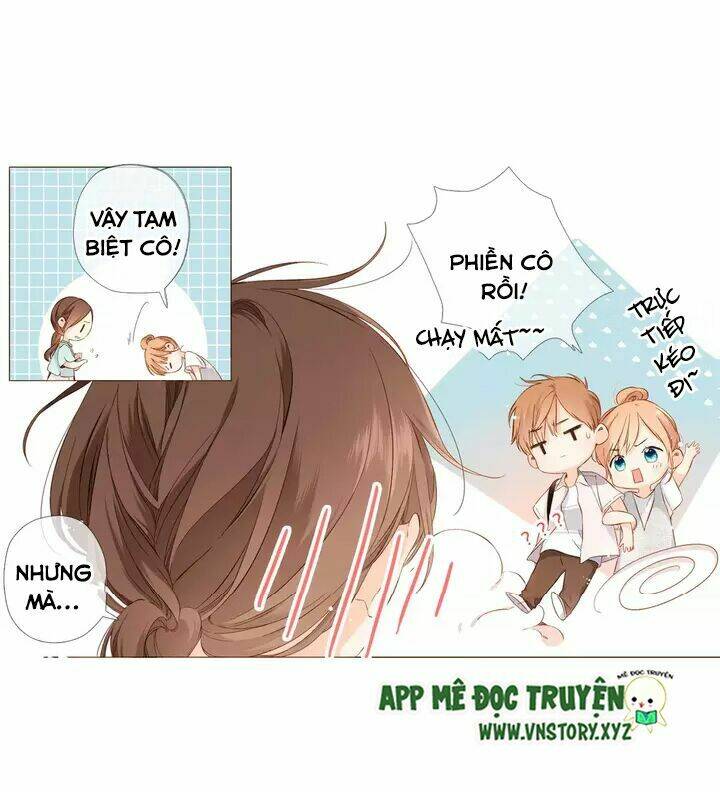 VẬY TẠM
BIỆT CÔ!
PHIỀN CÔ
RỒI!
CHẠY MẤT~~
TRỰC
TIẾP
KÉO
ĐI~
???
NHƯNG
MÀ...
MÊ ĐỌC TRUYỆN
APP MÊ ĐỌC TRUYỆN
WWW.VNSTORY.XYZ